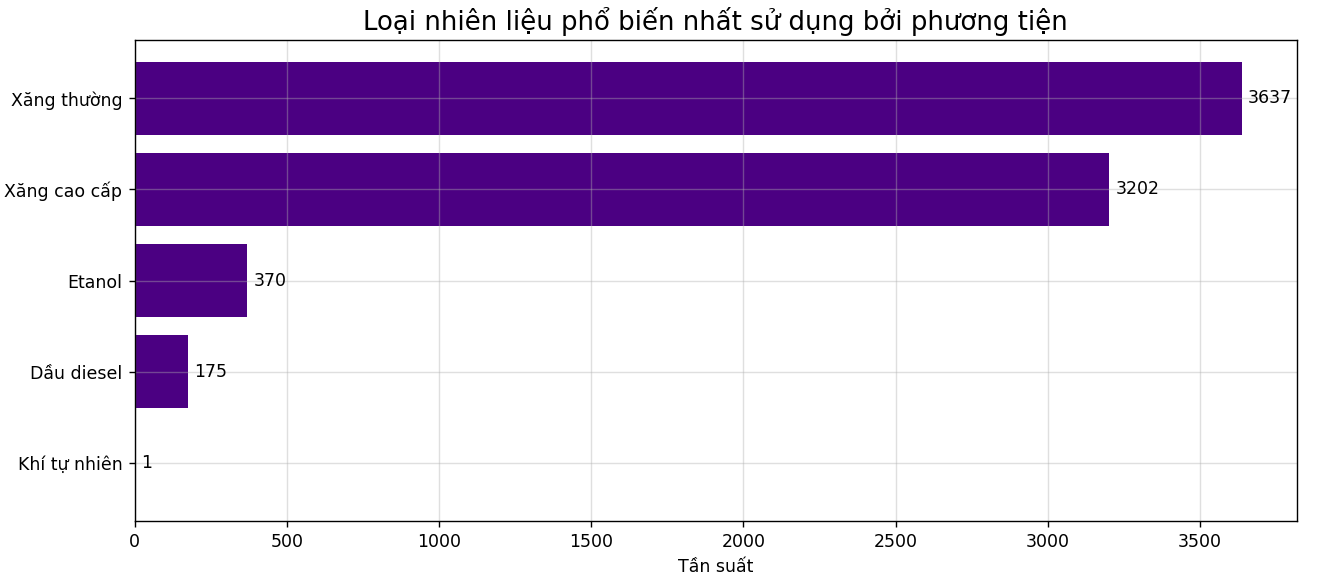 Loại nhiên liệu phổ biến nhất sử dụng bởi phương tiện
Xăng thường
3637
Xăng cao cấp
3202
Etanol
370
Dầu diesel
175
Khí tự nhiên
1
0 500 1000 1500 2000 2500 3000 3500
Tần suất